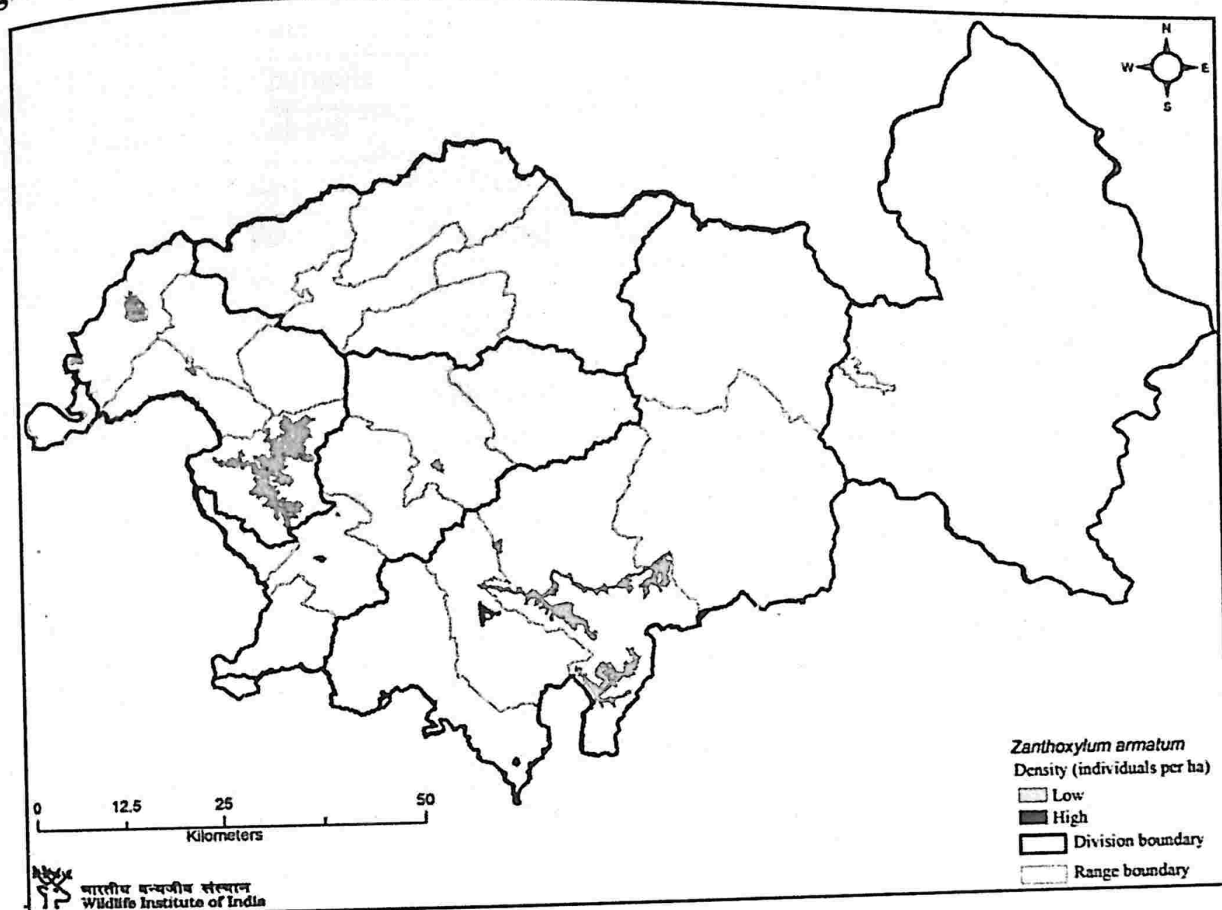 N
W E
S
Zanthoxylum armatum
Density (individuals per ha)
Low
High
Division boundary
Range boundary
0 12.5 25 50
Kilometers
भारतीय वन्यजीव संस्थान
Wildlife Institute of India